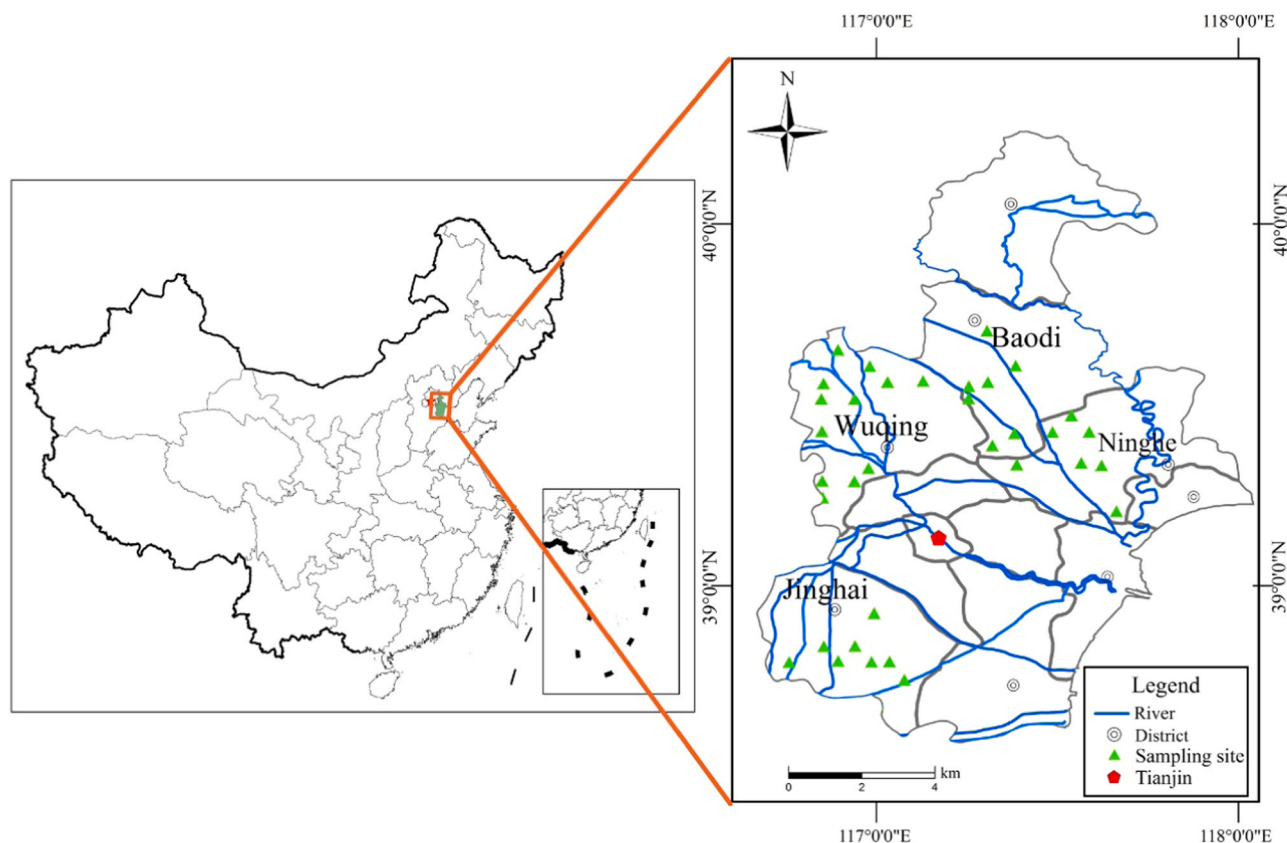 117°0'0"E 118°0'0"E
N
40°0'0"N 40°0'0"N
Baodi
Wuqing
Ninghe
39°0'0"N 39°0'0"N
Jinghai
Legend
River
District
Sampling site
Tianjin
km
0 2 4
117°0'0"E 118°0'0"E